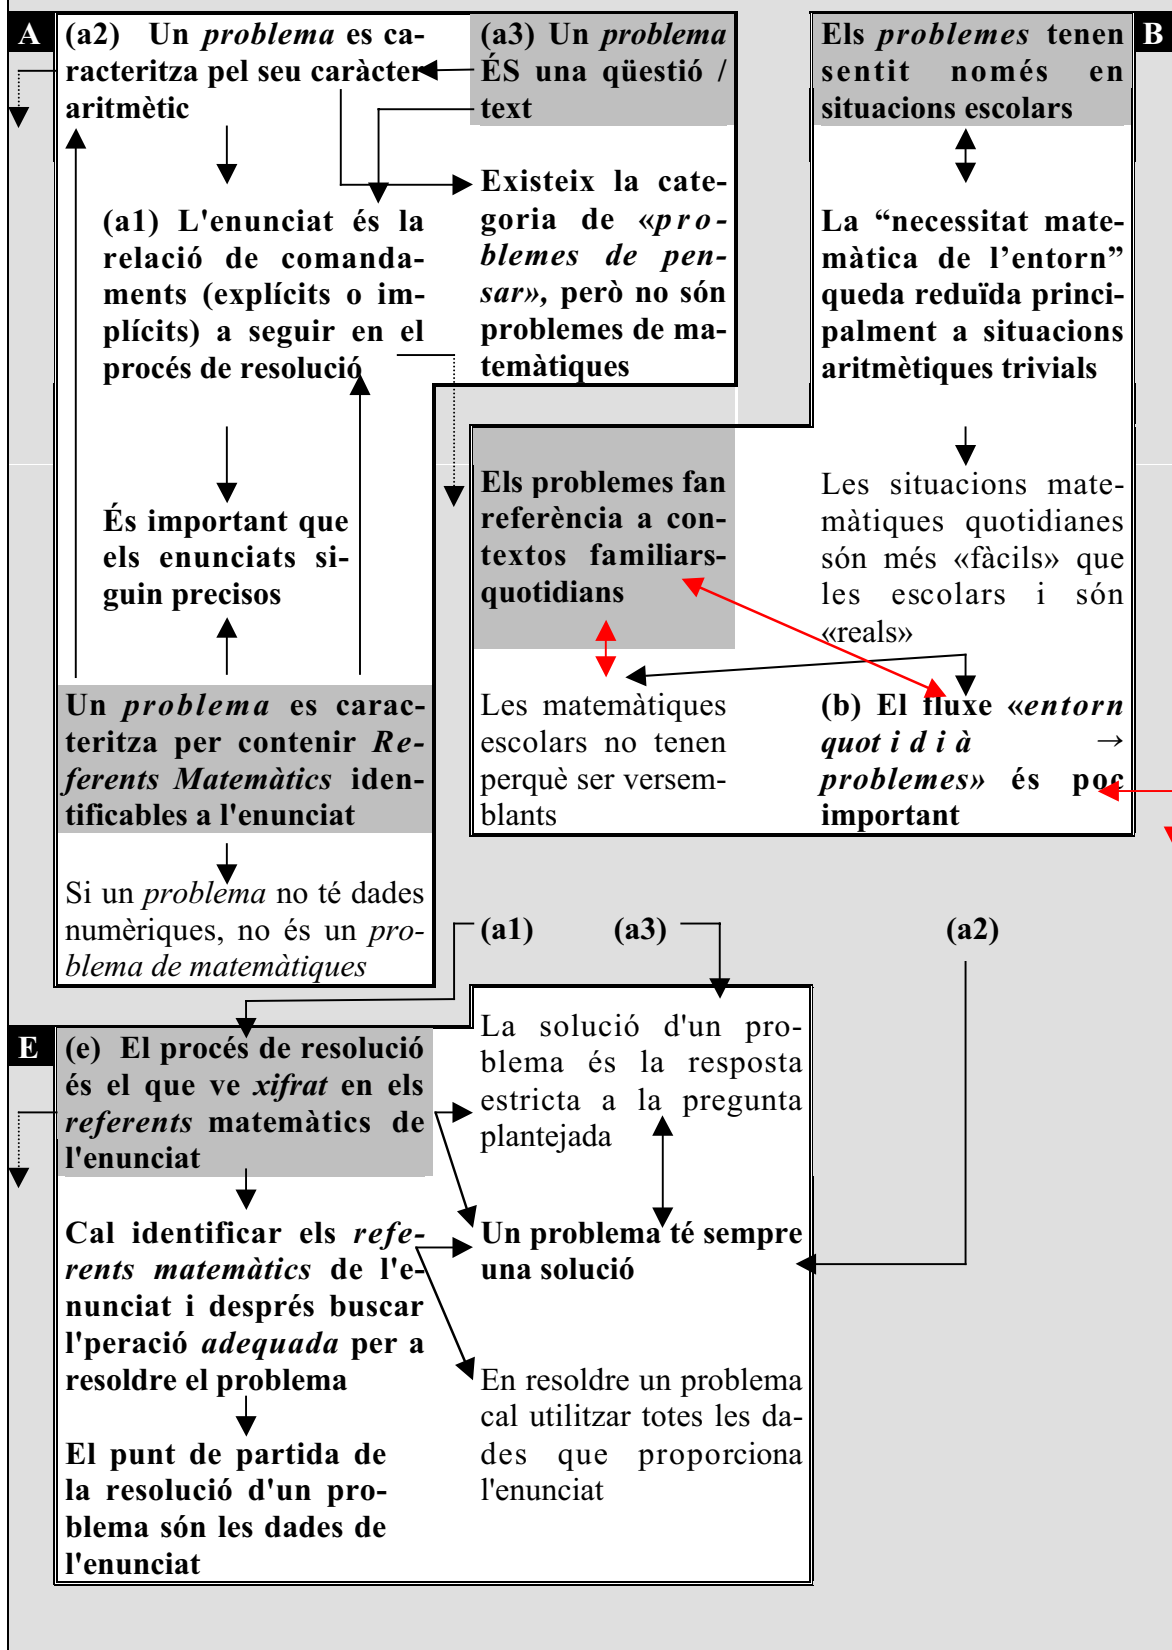 A
(a2) Un problema es ca-
racteritza pel seu caràcter
aritmètic
(a3) Un problema
ÉS una qüestió /
text
(a1) L'enunciat és la
relació de comanda-
ments (explícits o im-
plícits) a seguir en el
procés de resolució
Existeix la cate-
goria de «pro-
blemes de pen-
sar», però no són
problemes de ma-
temàtiques
És important que
els enunciats si-
guin precisos
Un problema es carac-
teritza per contenir Re-
ferents Matemàtics iden-
tificables a l'enunciat
Si un problema no té dades
numèriques, no és un pro-
blema de matemàtiques
B
Els problemes tenen
sentit només en
situacions escolars
La “necessitat mate-
màtica de l’entorn”
queda reduïda princi-
palment a situacions
aritmètiques trivials
Els problemes fan
referència a con-
textos familiars-
quotidians
Les situacions mate-
màtiques quotidianes
són més «fàcils» que
les escolars i són
«reals»
Les matemàtiques
escolars no tenen
perquè ser versem-
blants
(b) El fluxe «entorn
quotidià →
problemes» és poc
important
(a1) (a3) (a2)
E
(e) El procés de resolució
és el que ve xifrat en els
referents matemàtics de
l'enunciat
Cal identificar els refe-
rents matemàtics de l'e-
nunciat i després buscar
l'peració adequada per a
resoldre el problema
El punt de partida de
la resolució d'un pro-
blema són les dades de
l'enunciat
La solució d'un pro-
blema és la resposta
estricta a la pregunta
plantejada
Un problema té sempre
una solució
En resoldre un problema
cal utilitzar totes les da-
des que proporciona
l'enunciat